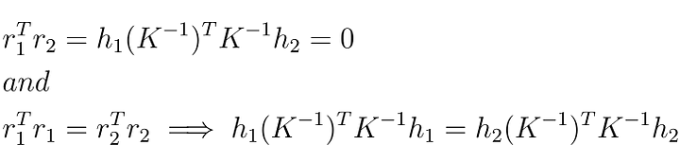 r_1^T r_2 = h_1(K^{-1})^T K^{-1} h_2 = 0
and
r_1^T r_1 = r_2^T r_2 ⟹ h_1(K^{-1})^T K^{-1} h_1 = h_2(K^{-1})^T K^{-1} h_2